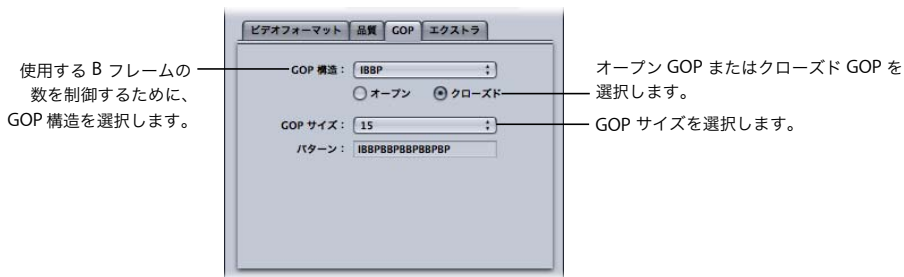 ビデオフォーマット 品質 GOP エクストラ
使用する B フレームの
数を制御するために、
GOP 構造を選択します。
GOP 構造： IBBP
オープン クローズド
GOP サイズ： 15
パターン： IBBPBBPBBPBBPBP
オープン GOP またはクローズド GOP を
選択します。
GOP サイズを選択します。